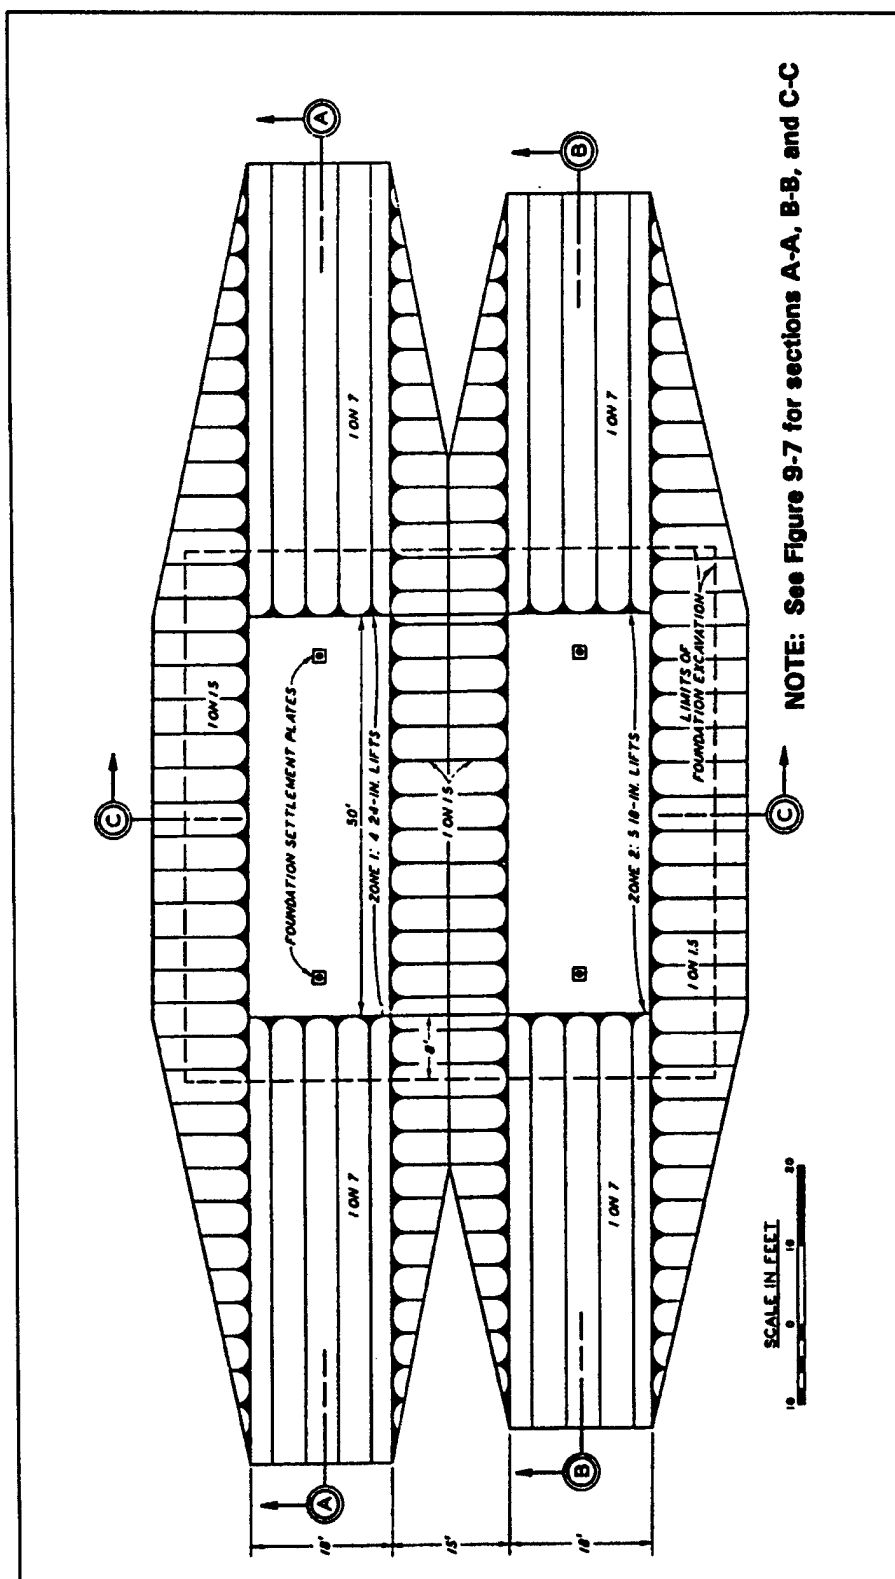 A
A
B
B
C
C
1 ON 7
1 ON 7
1 ON 7
1 ON 7
1 ON 1.5
FOUNDATION SETTLEMENT PLATES
50'
ZONE 1: 4 24-IN. LIFTS
1 ON 1.5
8'
ZONE 2: 5 18-IN. LIFTS
1 ON 1.5
LIMITS OF
FOUNDATION EXCAVATION
18'
15'
18'
SCALE IN FEET
10 0 10 20
NOTE: See Figure 9-7 for sections A-A, B-B, and C-C